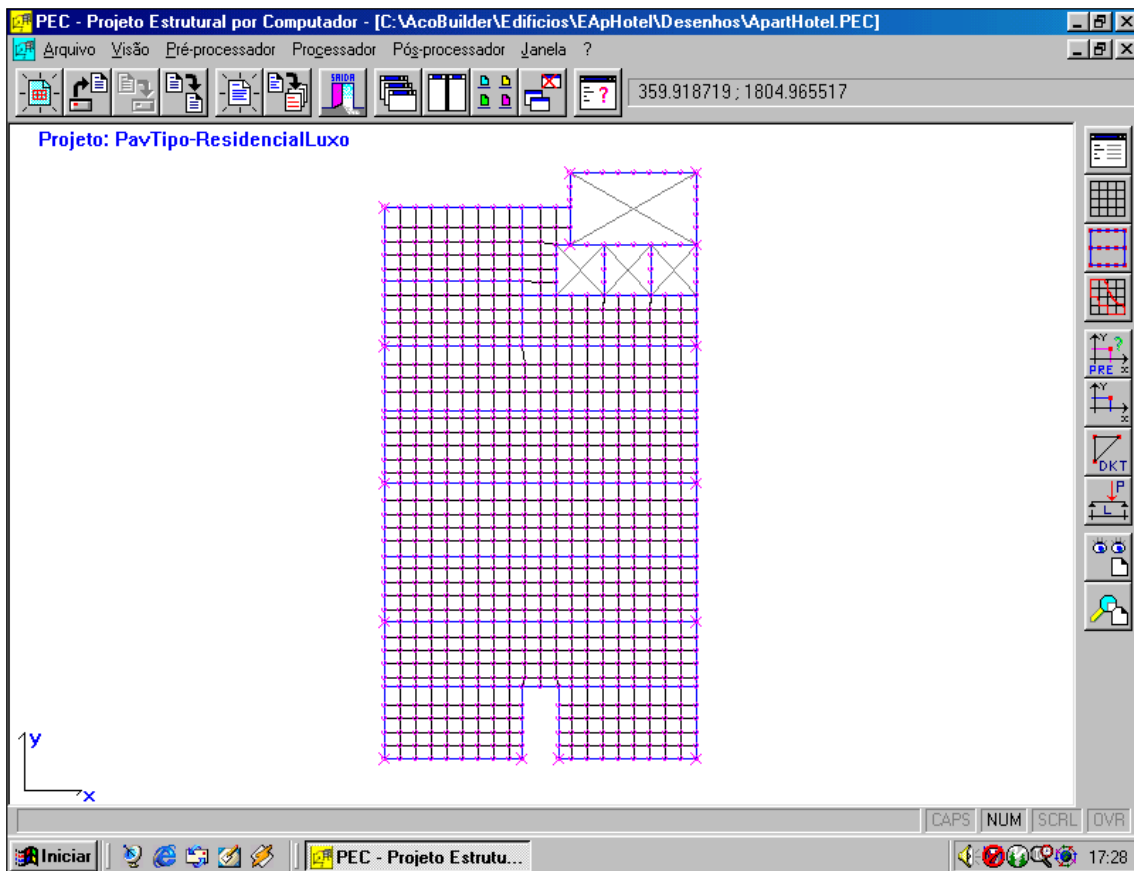 PEC - Projeto Estrutural por Computador - [C:\AcoBuilder\Edificios\EApHotel\Desenhos\ApartHotel.PEC]
Arquivo Visão Pré-processador Processador Pós-processador Janela ?
SAIDA
359.918719 ; 1804.965517
Projeto: PavTipo-ResidencialLuxo
Y ?
PRE x
Y
x
DKT
P
L
y
x
CAPS NUM SCRL OVR
Iniciar PEC - Projeto Estrutu... 17:28